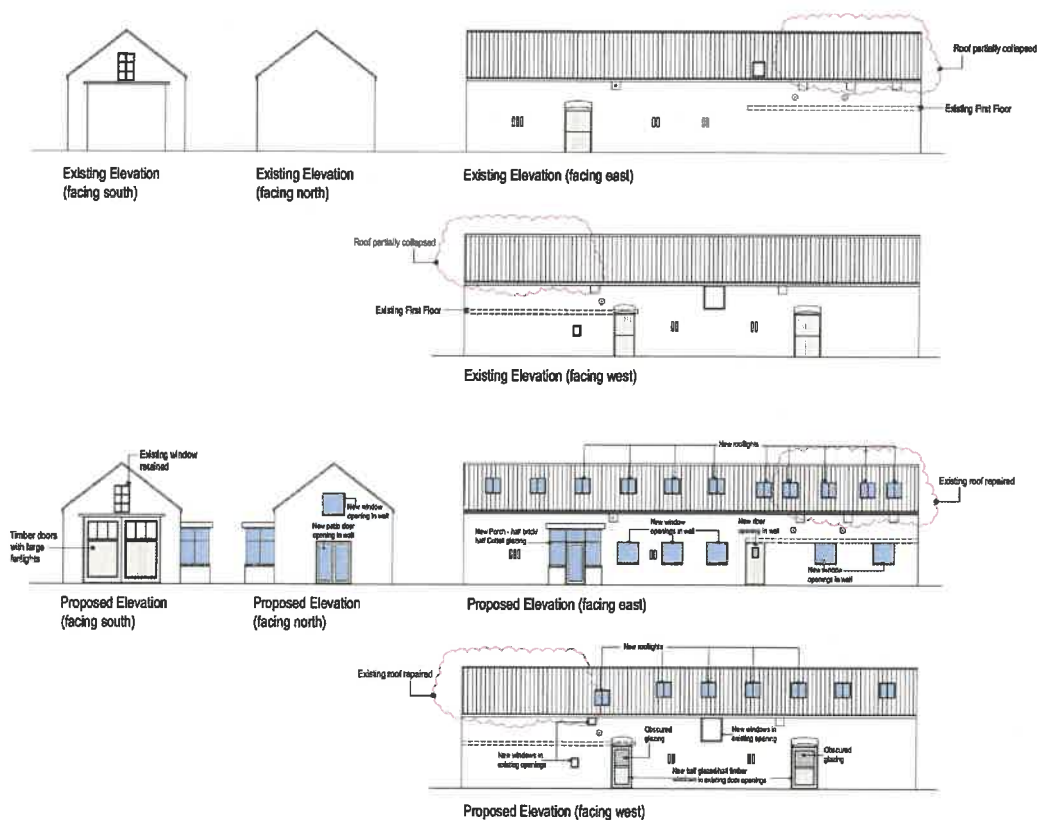 Roof partially collapsed
Existing First Floor
Existing Elevation
(facing south)
Existing Elevation
(facing north)
Existing Elevation (facing east)
Roof partially collapsed
Existing First Floor
Existing Elevation (facing west)
Existing window
retained
Timber doors
with large
fanlights
New window
opening in wall
New patio door
opening in wall
New rooflights
Existing roof repaired
New Porch - half brick/
half glazing
New window
openings in wall
New door
opening in wall
New window
openings in wall
Proposed Elevation
(facing south)
Proposed Elevation
(facing north)
Proposed Elevation (facing east)
New rooflights
Existing roof repaired
Obscured
glazing
New windows in
existing opening
Obscured
glazing
New windows in
existing openings
New half glazed/half timber
windows in existing door openings
Proposed Elevation (facing west)